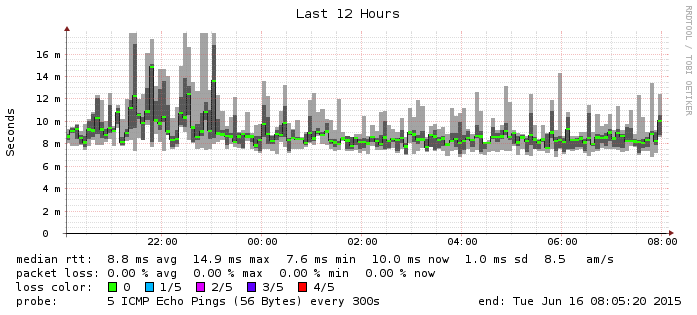 Last 12 Hours
RRDTOOL / TOBI OETIKER
Seconds
16 m
14 m
12 m
10 m
8 m
6 m
4 m
2 m
0
22:00 00:00 02:00 04:00 06:00 08:00
median rtt: 8.8 ms avg 14.9 ms max 7.6 ms min 10.0 ms now 1.0 ms sd 8.5 am/s
packet loss: 0.00 % avg 0.00 % max 0.00 % min 0.00 % now
loss color: 0 1/5 2/5 3/5 4/5
probe: 5 ICMP Echo Pings (56 Bytes) every 300s end: Tue Jun 16 08:05:20 2015